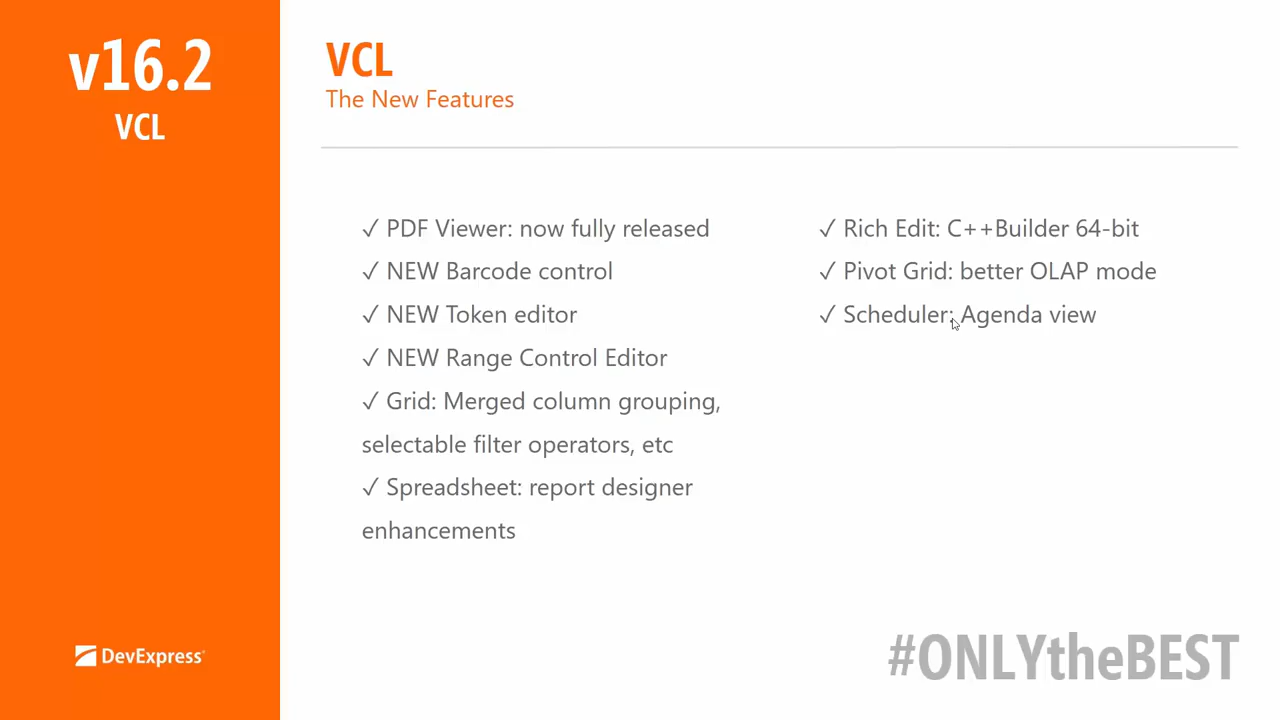 v16.2
VCL
VCL
The New Features
✓ PDF Viewer: now fully released
✓ NEW Barcode control
✓ NEW Token editor
✓ NEW Range Control Editor
✓ Grid: Merged column grouping,
selectable filter operators, etc
✓ Spreadsheet: report designer
enhancements
✓ Rich Edit: C++Builder 64-bit
✓ Pivot Grid: better OLAP mode
✓ Scheduler: Agenda view
DevExpress
#ONLYtheBEST